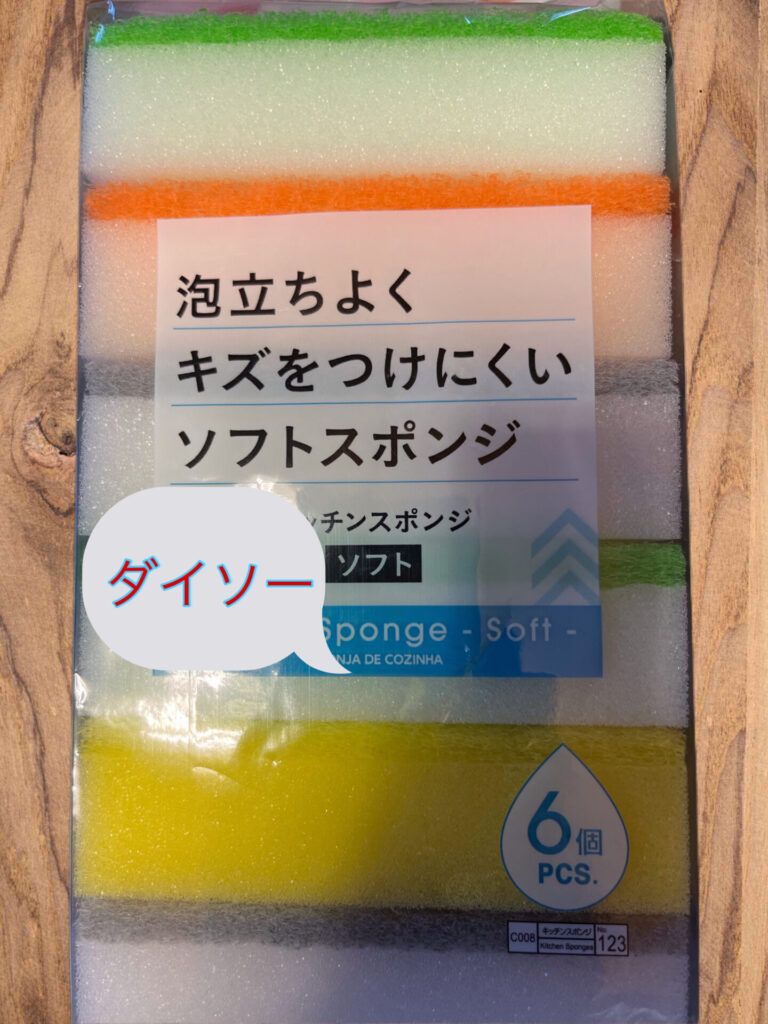 泡立ちよく
キズをつけにくい
ソフトスポンジ
チンスポンジ
ソフト
ダイソー
Sponge - Soft -
NJA DE COZINHA
6個
PCS.
C008 キッチンスポンジ Kitchen Sponges No. 123